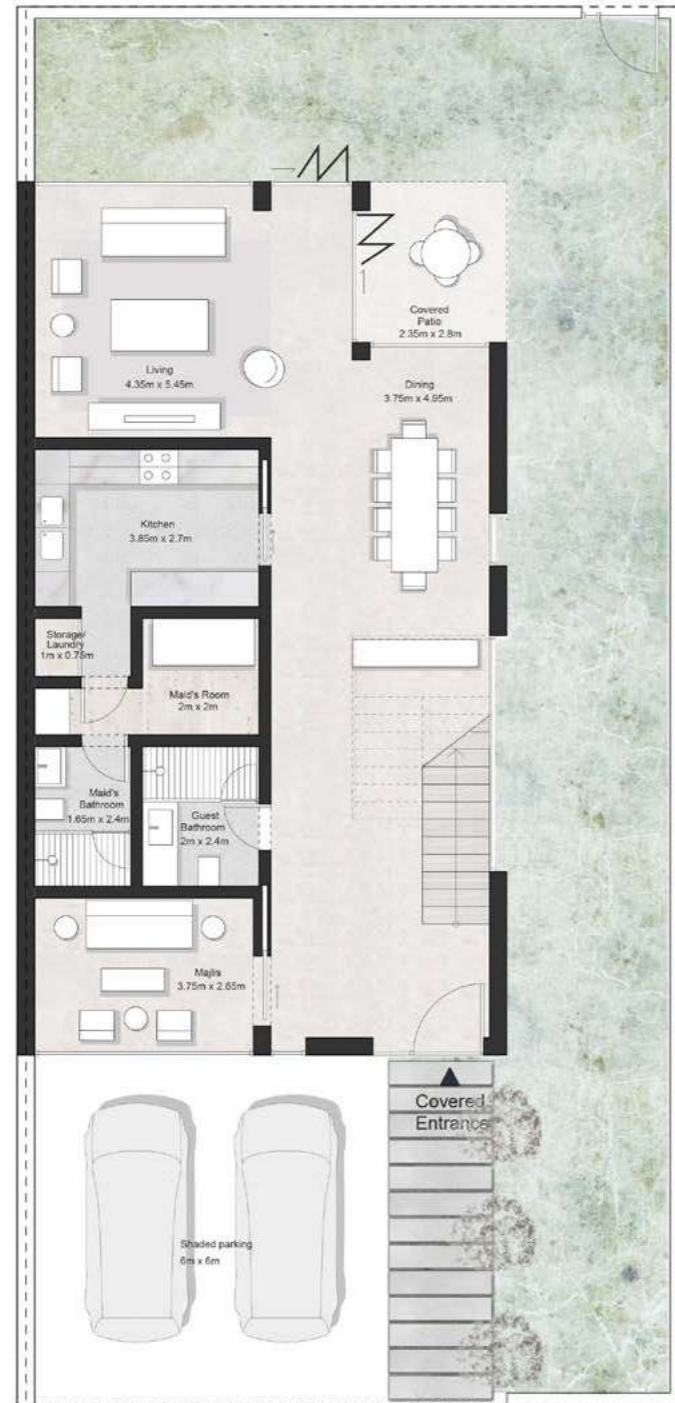 Covered
Patio
2.35m x 2.8m
Living
4.35m x 5.45m
Dining
3.75m x 4.95m
Kitchen
3.85m x 2.7m
Storage/
Laundry
1m x 0.75m
Maid's Room
2m x 2m
Maid's
Bathroom
1.65m x 2.4m
Guest
Bathroom
2m x 2.4m
Majlis
3.75m x 2.65m
Covered
Entrance
Shaded parking
6m x 6m